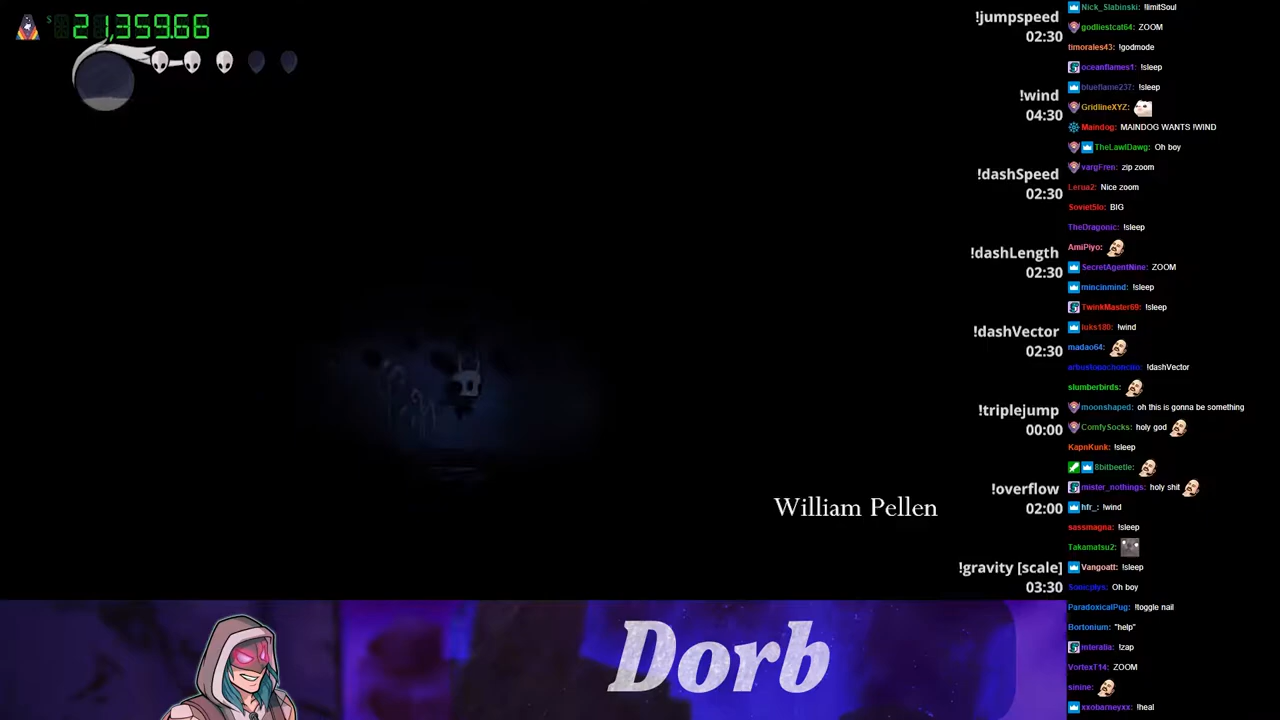 $ 21,359.66
!jumpspeed
02:30
!wind
04:30
!dashSpeed
02:30
!dashLength
02:30
!dashVector
02:30
!triplejump
00:00
!overflow
02:00
!gravity [scale]
03:30
William Pellen
Dorb
Nick_Slabinski: !limitSoul
godliestcat64: ZOOM
timorales43: !godmode
oceanflames1: !sleep
blueflame237: !sleep
GridlineXYZ:
Maindog: MAINDOG WANTS !WIND
TheLawlDawg: Oh boy
vargFren: zip zoom
Lerua2: Nice zoom
Soviet5lo: BIG
TheDragonic: !sleep
AmiPiyo:
SecretAgentNine: ZOOM
mincinmind: !sleep
TwinkMaster69: !sleep
luks180: !wind
madao64:
!dashVector
slumberbirds:
moonshaped: oh this is gonna be something
ComfySocks: holy god
KapnKunk: !sleep
8bitbeetle:
mister_nothings: holy shit
hfr_: !wind
sassmagna: !sleep
Takamatsu2:
Vangoatt: !sleep
Sonicplys: Oh boy
ParadoxicalPug: !toggle nail
Bortonium: "help"
interalia: !zap
VortexT14: ZOOM
sinine:
xxobarneyxx: !heal